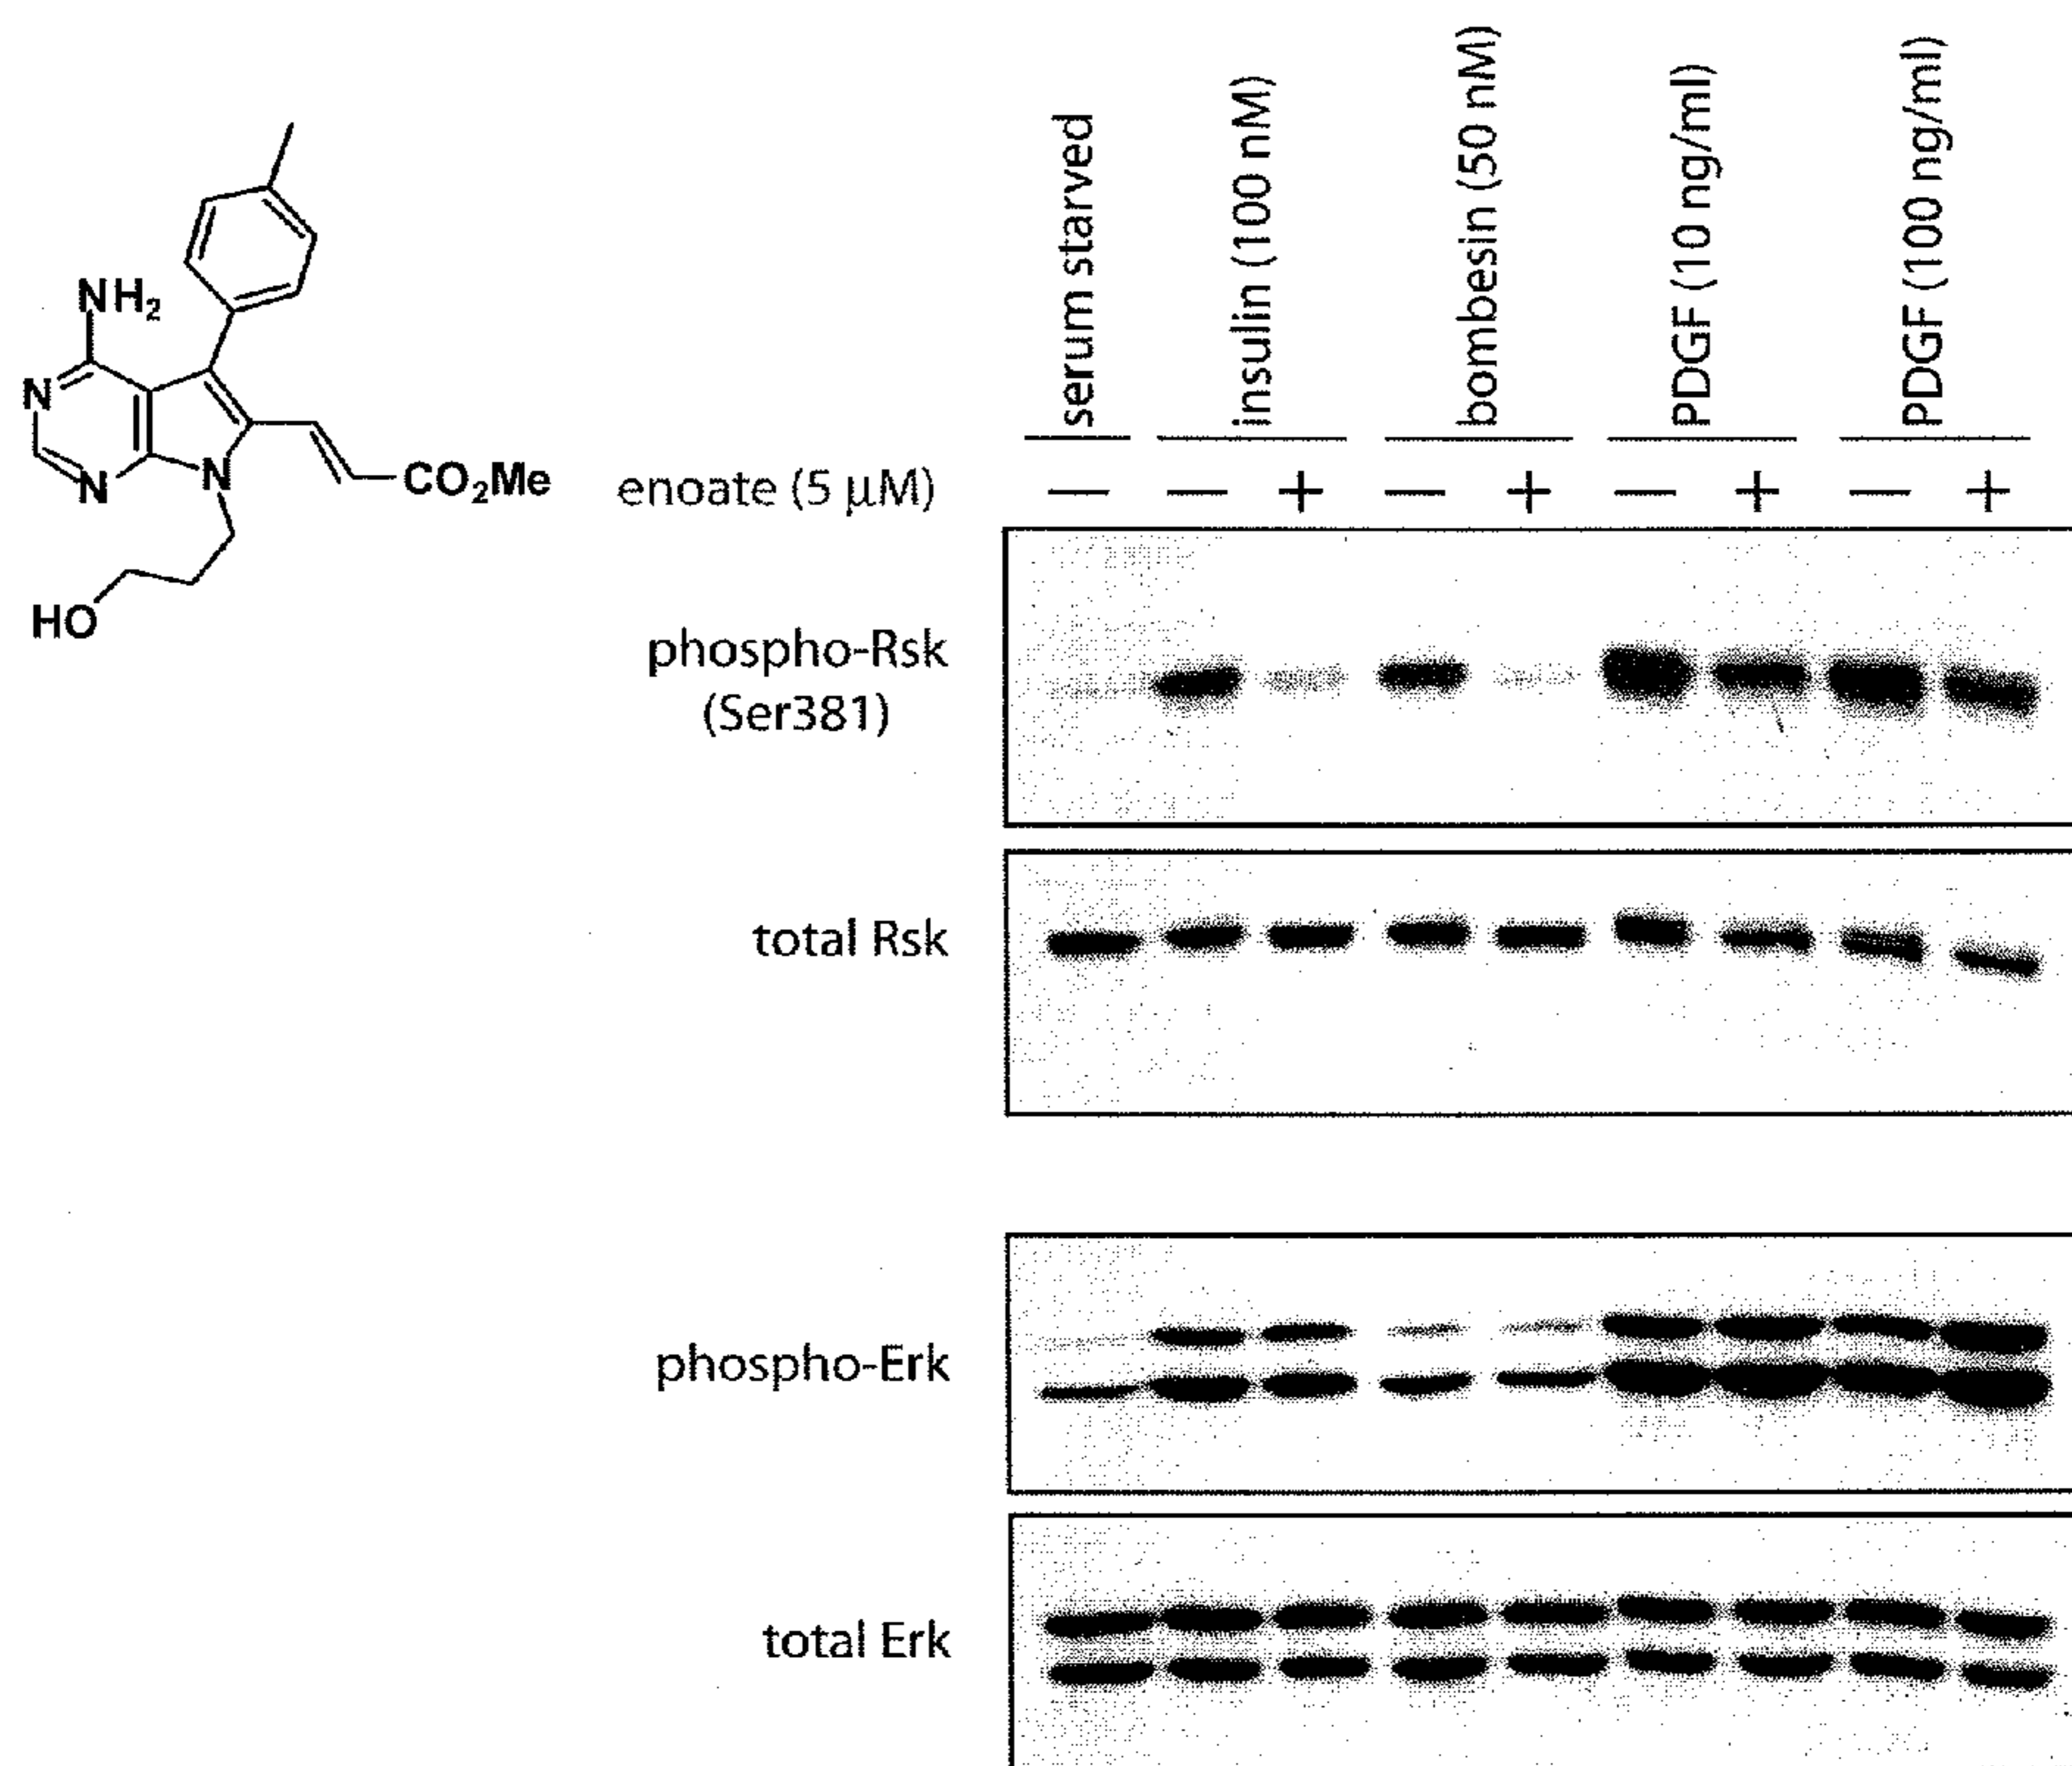 serum starved
insulin (100 nM)
bombesin (50 nM)
PDGF (10 ng/ml)
PDGF (100 ng/ml)
enoate (5 μM) — — + — + — + — +
NH₂
N
N
N
CO₂Me
HO
phospho-Rsk
(Ser381)
total Rsk
phospho-Erk
total Erk